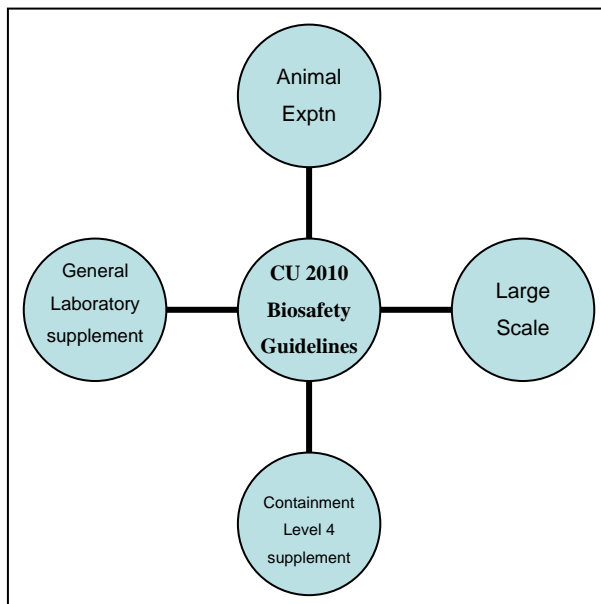 Animal
Exptn
General
Laboratory
supplement
CU 2010
Biosafety
Guidelines
Large
Scale
Containment
Level 4
supplement